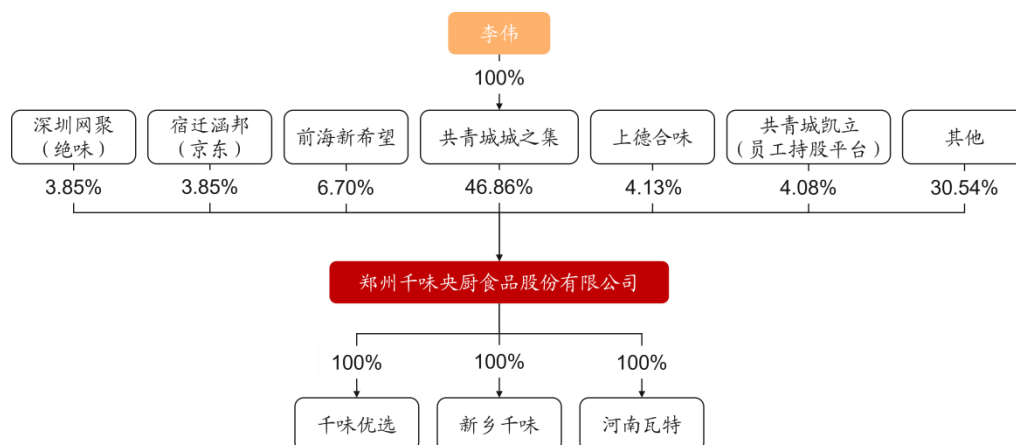 李伟
100%
深圳网聚
（绝味）
宿迁涵邦
（京东）
前海新希望
共青城城之集
上德合味
共青城凯立
（员工持股平台）
其他
3.85%
3.85%
6.70%
46.86%
4.13%
4.08%
30.54%
郑州千味央厨食品股份有限公司
100%
100%
100%
千味优选
新乡千味
河南瓦特